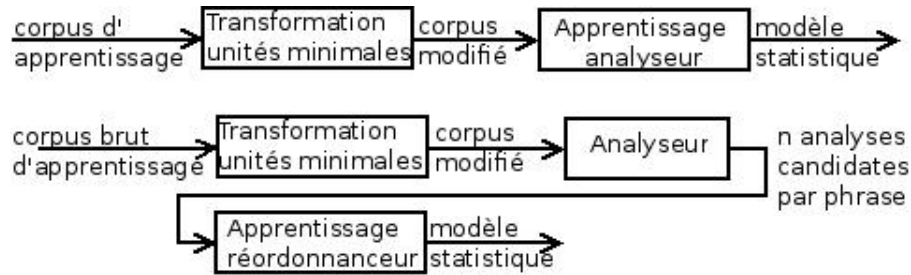 corpus d'
apprentissage
Transformation
unités minimales
corpus
modifié
Apprentissage
analyseur
modèle
statistique
corpus brut
d'apprentissage
Transformation
unités minimales
corpus
modifié
Analyseur
n analyses
candidates
par phrase
Apprentissage
réordonnanceur
modèle
statistique